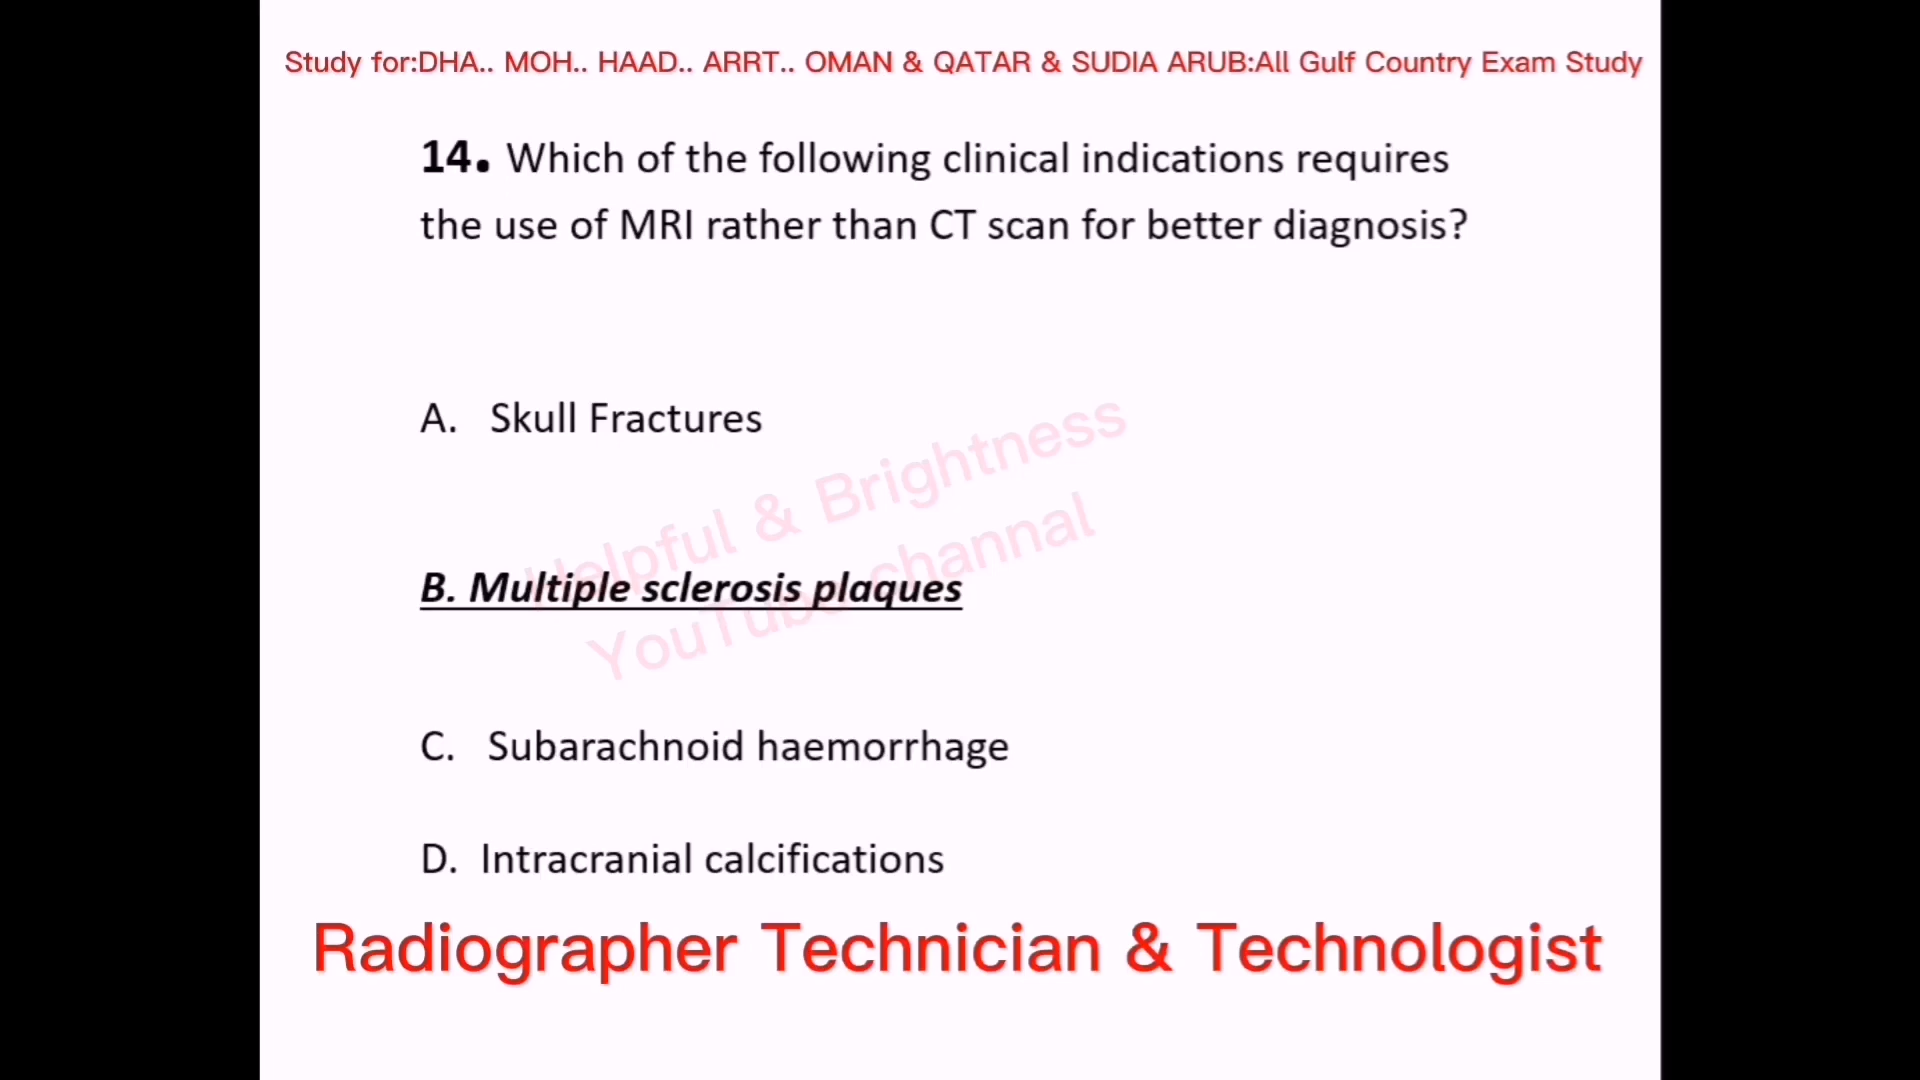 Study for:DHA.. MOH.. HAAD.. ARRT.. OMAN & QATAR & SUDIA ARUB:All Gulf Country Exam Study
14. Which of the following clinical indications requires
the use of MRI rather than CT scan for better diagnosis?
A. Skull Fractures
Helpful & Brightness
YouTube channal
B. Multiple sclerosis plaques
C. Subarachnoid haemorrhage
D. Intracranial calcifications
Radiographer Technician & Technologist